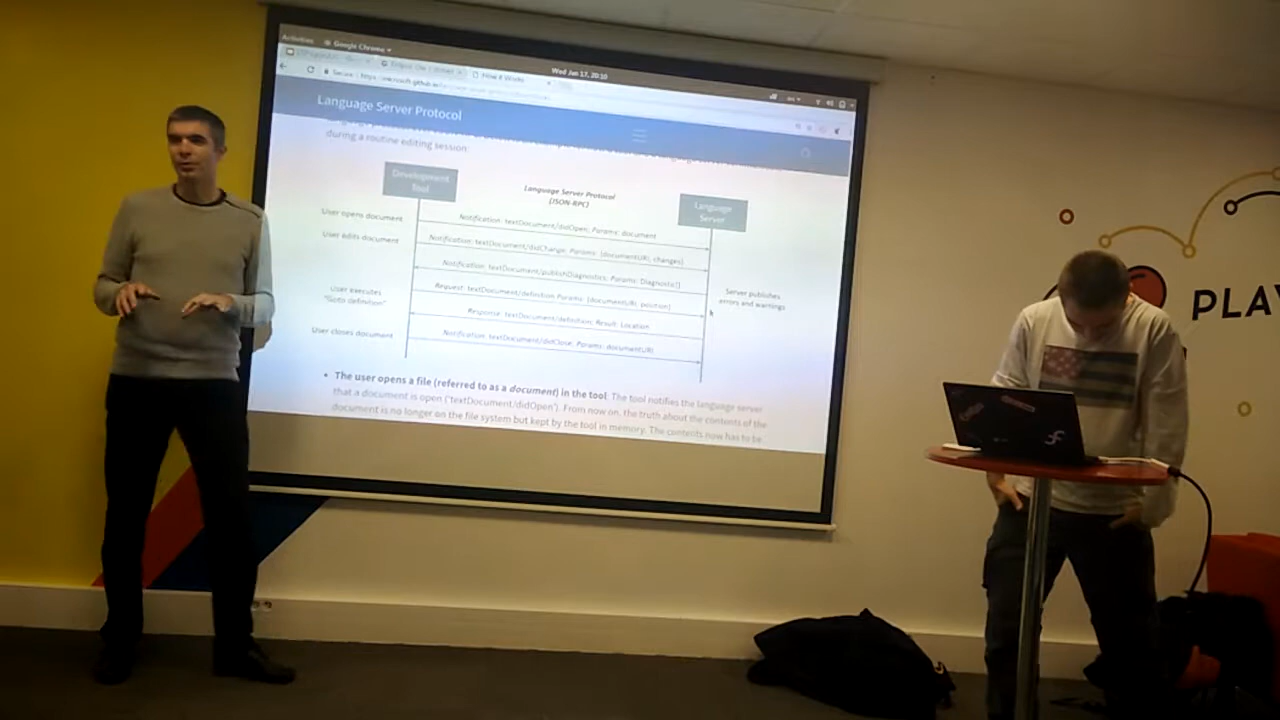 Activities
Google Chrome
Wed Jan 17, 20:10
How it Works
Secure
Language Server Protocol
during a routine editing session:
Development
Tool
Language Server Protocol
(JSON-RPC)
Language
Server
User opens document
Notification: textDocument/didOpen; Params: document
User edits document
Notification: textDocument/didChange; Params: {documentURI, changes}
Notification: textDocument/publishDiagnostics; Params: Diagnostic[]
Server publishes
errors and warnings
User executes
"Goto definition"
Request: textDocument/definition Params: {documentURI, position}
Response: textDocument/definition; Result: Location
User closes document
Notification: textDocument/didClose; Params: documentURI
• The user opens a file (referred to as a document) in the tool: The tool notifies the language server
that a document is open ('textDocument/didOpen'). From now on, the truth about the contents of the
document is no longer on the file system but kept by the tool in memory. The contents now has to be
PLAY